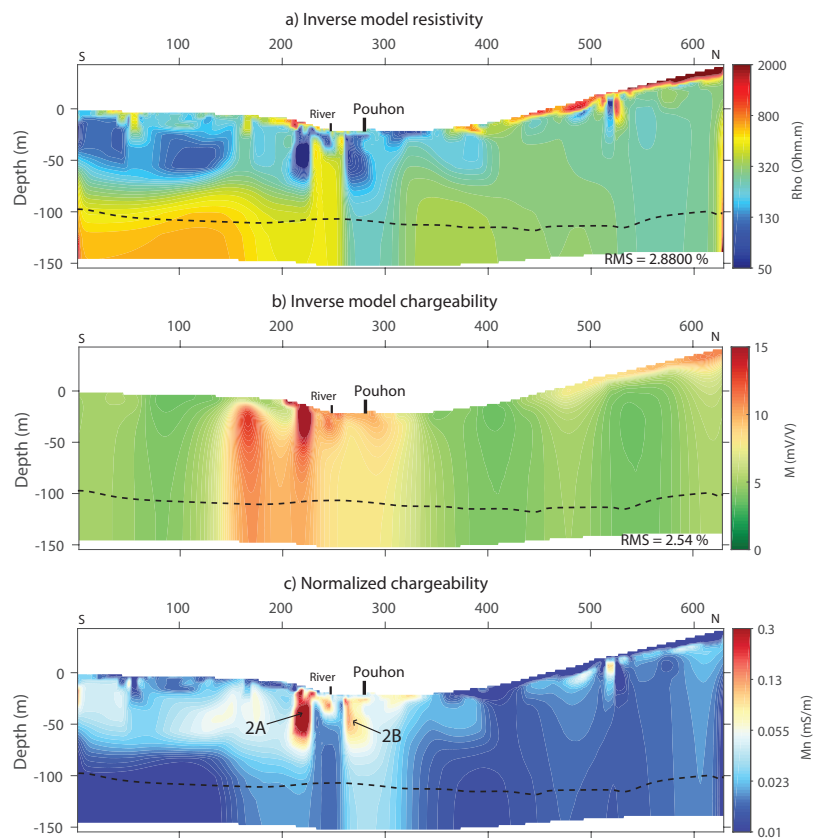 a) Inverse model resistivity
100 200 300 400 500 600
S N
River Pouhon
0
-50
-100
-150
Depth (m)
RMS = 2.8800 %
2000
800
320
130
50
Rho (Ohm.m)
b) Inverse model chargeability
100 200 300 400 500 600
S N
River Pouhon
0
-50
-100
-150
Depth (m)
RMS = 2.54 %
15
10
5
0
M (mV/V)
c) Normalized chargeability
100 200 300 400 500 600
S N
River Pouhon
2A 2B
0
-50
-100
-150
Depth (m)
0.3
0.13
0.055
0.023
0.01
Mn (mS/m)